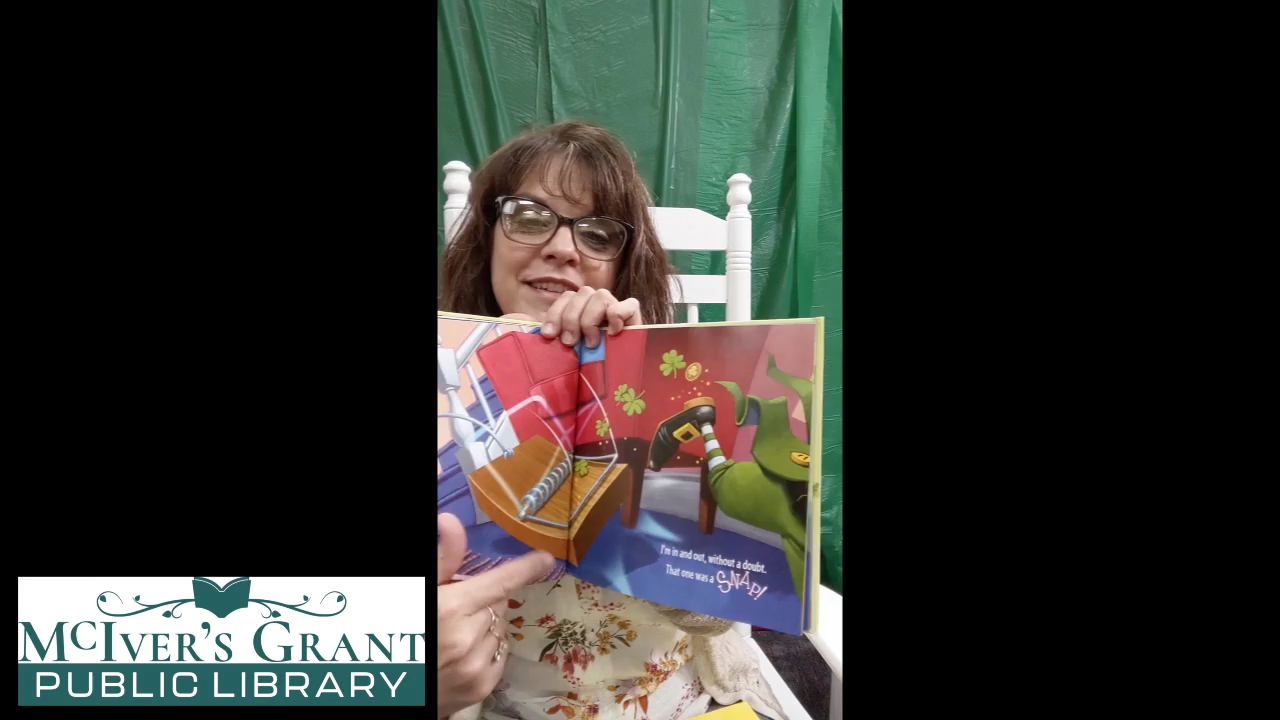 I'm in and out, without a doubt.
That one was a SNAP!
McIver's Grant
PUBLIC LIBRARY